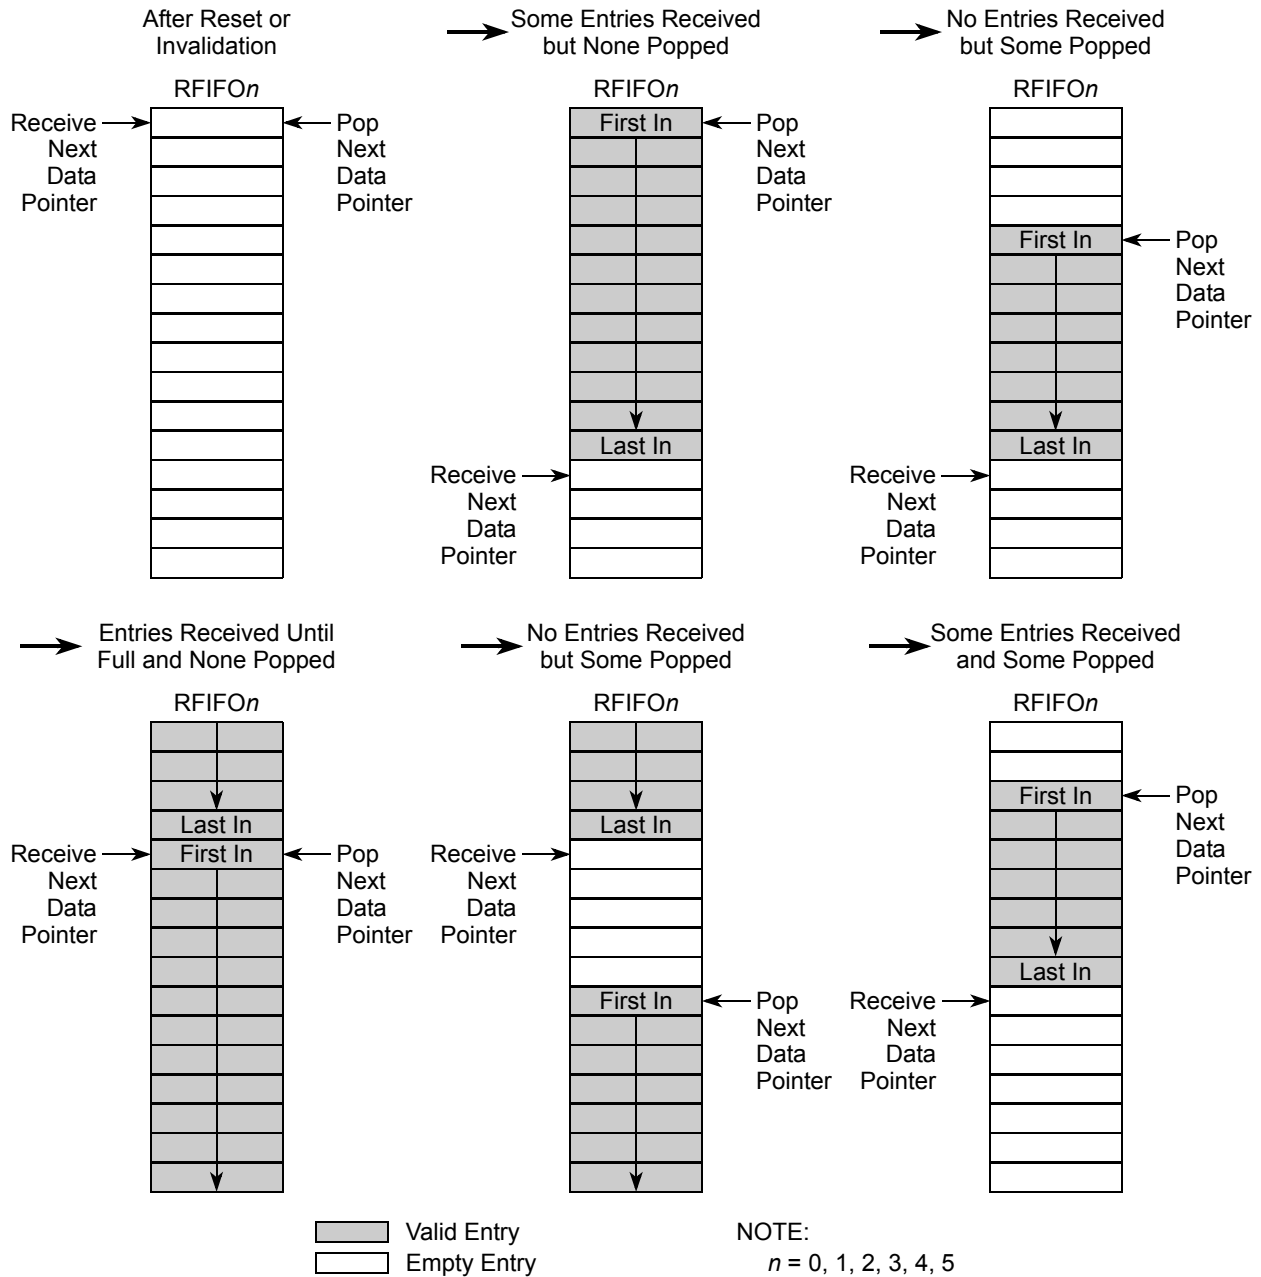 After Reset or
Invalidation
RFIFOn
Receive
Next
Data
Pointer
Pop
Next
Data
Pointer
Some Entries Received
but None Popped
RFIFOn
First In
Last In
Pop
Next
Data
Pointer
Receive
Next
Data
Pointer
No Entries Received
but Some Popped
RFIFOn
First In
Last In
Pop
Next
Data
Pointer
Receive
Next
Data
Pointer
Entries Received Until
Full and None Popped
RFIFOn
Last In
First In
Receive
Next
Data
Pointer
Pop
Next
Data
Pointer
No Entries Received
but Some Popped
RFIFOn
Last In
Receive
Next
Data
Pointer
First In
Pop
Next
Data
Pointer
Some Entries Received
and Some Popped
RFIFOn
First In
Pop
Next
Data
Pointer
Last In
Receive
Next
Data
Pointer
Valid Entry
Empty Entry
NOTE:
n = 0, 1, 2, 3, 4, 5